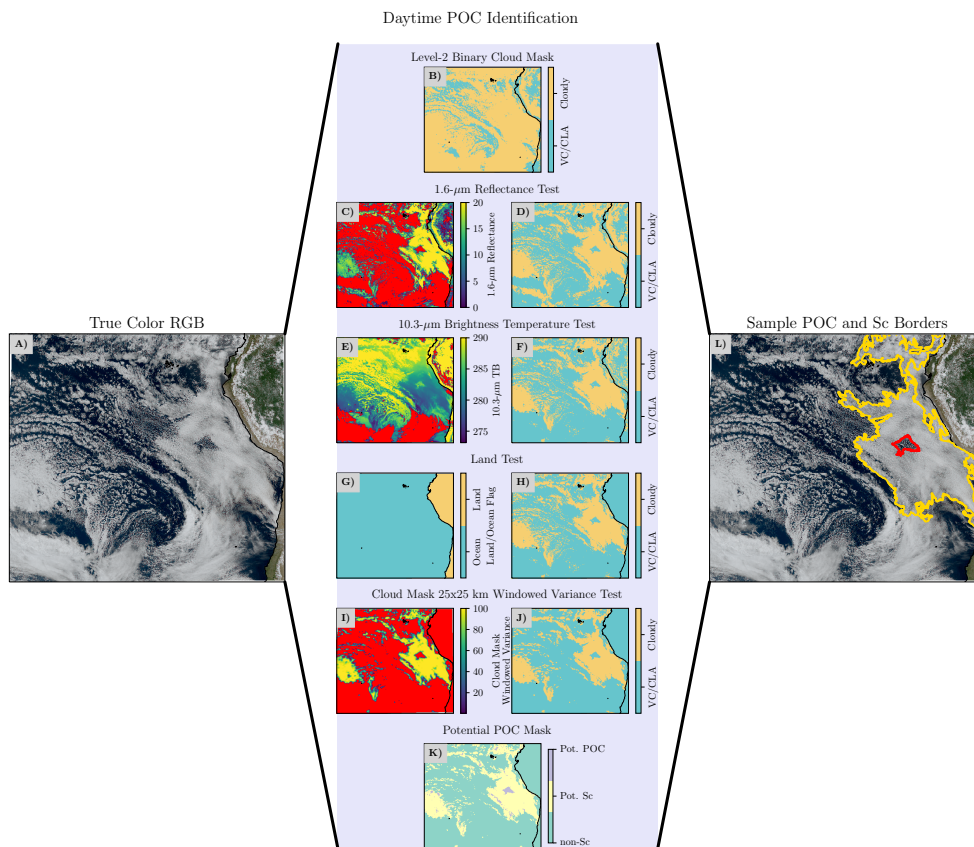 Daytime POC Identification
Level-2 Binary Cloud Mask
B)
Cloudy
VC/CLA
1.6-μm Reflectance Test
C)
20
15
10
5
0
1.6-μm Reflectance
D)
Cloudy
VC/CLA
True Color RGB
A)
10.3-μm Brightness Temperature Test
E)
290
285
280
275
10.3-μm TB
F)
Cloudy
VC/CLA
Sample POC and Sc Borders
L)
Land Test
G)
Land
Ocean
Land/Ocean Flag
H)
Cloudy
VC/CLA
Cloud Mask 25x25 km Windowed Variance Test
I)
100
80
60
40
20
Cloud Mask
Windowed Variance
J)
Cloudy
VC/CLA
Potential POC Mask
K)
Pot. POC
Pot. Sc
non-Sc